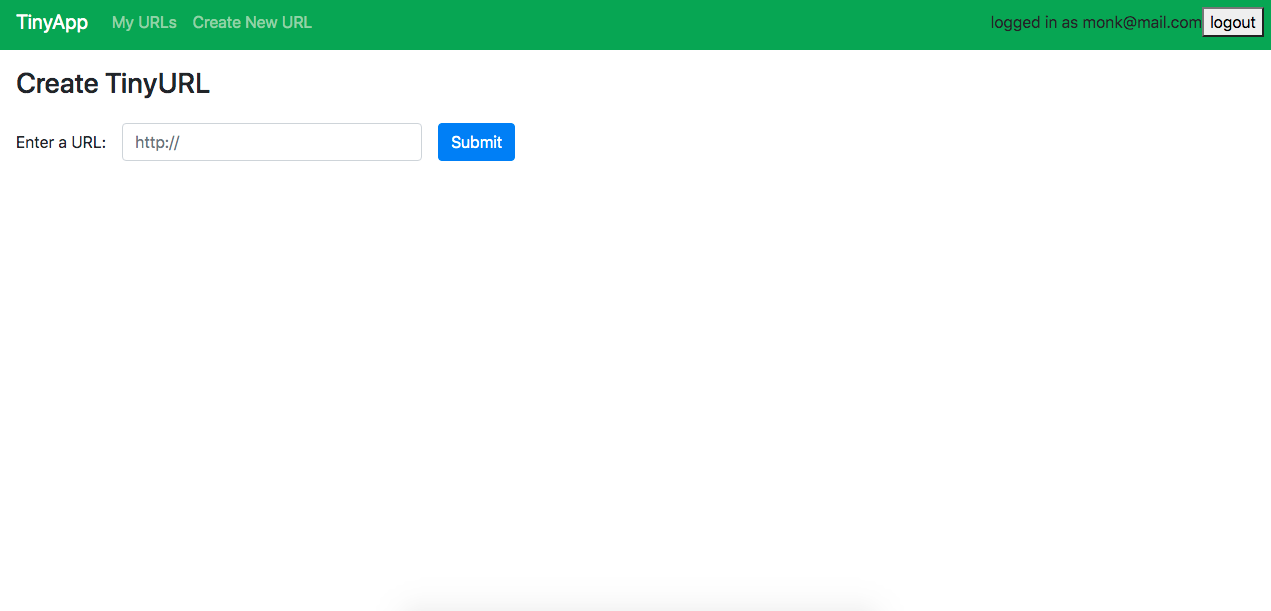 TinyApp My URLs Create New URL logged in as monk@mail.com logout
Create TinyURL
Enter a URL: http:// Submit